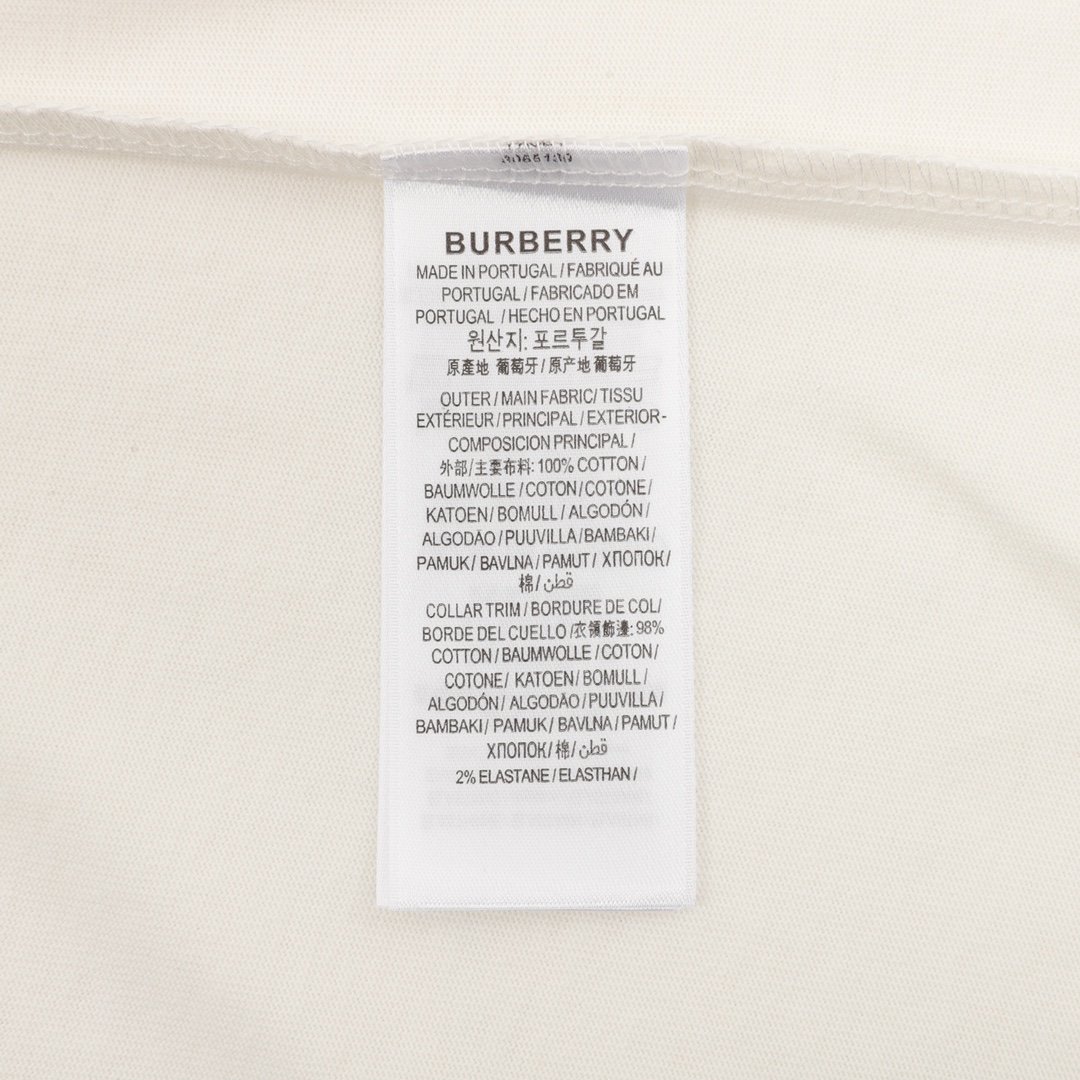 BURBERRY
MADE IN PORTUGAL / FABRIQUÉ AU
PORTUGAL / FABRICADO EM
PORTUGAL / HECHO EN PORTUGAL
원산지: 포르투갈
原產地 葡萄牙 / 原产地 葡萄牙
OUTER / MAIN FABRIC / TISSU
EXTÉRIEUR / PRINCIPAL / EXTERIOR-
COMPOSICION PRINCIPAL /
外部/主要布料: 100% COTTON /
BAUMWOLLE / COTON / COTONE /
KATOEN / BOMULL / ALGODÓN /
ALGODÃO / PUUVILLA / BAMBAKI /
PAMUK / BAVLNA / PAMUT / ХПОПОК /
棉 / قطن
COLLAR TRIM / BORDURE DE COL /
BORDE DEL CUELLO /衣領飾邊: 98%
COTTON / BAUMWOLLE / COTON /
COTONE / KATOEN / BOMULL /
ALGODÓN / ALGODÃO / PUUVILLA /
BAMBAKI / PAMUK / BAVLNA / PAMUT /
ХПОПОК / 棉 / قطن
2% ELASTANE / ELASTHAN /